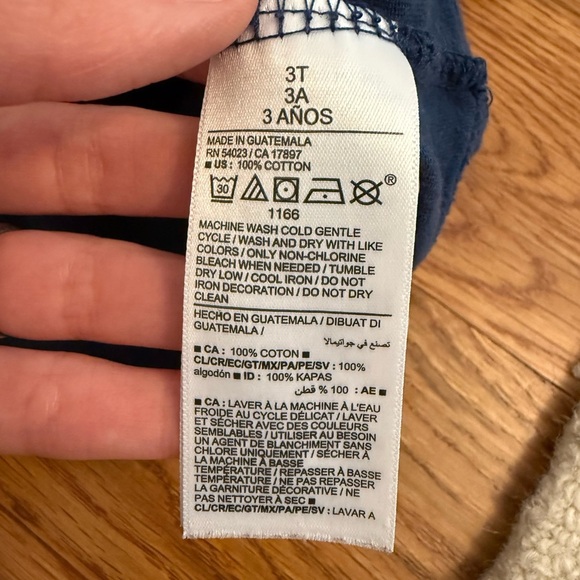 3T
3A
3 AÑOS
MADE IN GUATEMALA
RN 54023 / CA 17897
■ US : 100% COTTON
30 ®
1166
MACHINE WASH COLD GENTLE
CYCLE / WASH AND DRY WITH LIKE
COLORS / ONLY NON-CHLORINE
BLEACH WHEN NEEDED / TUMBLE
DRY LOW / COOL IRON / DO NOT
IRON DECORATION / DO NOT DRY
CLEAN
HECHO EN GUATEMALA / DIBUAT DI
GUATEMALA /
تصنع في جواتيمالا
■ CA : 100% COTON ■
CL/CR/EC/GT/MX/PA/PE/SV : 100%
algodón ■ ID : 100% KAPAS
■ AE : 100 % قطن
■ CA : LAVER À LA MACHINE À L'EAU
FROIDE AU CYCLE DÉLICAT / LAVER
ET SÉCHER AVEC DES COULEURS
SEMBLABLES / UTILISER AU BESOIN
UN AGENT DE BLANCHIMENT SANS
CHLORE UNIQUEMENT / SÉCHER À
LA MACHINE À BASSE
TEMPÉRATURE / REPASSER À BASSE
TEMPÉRATURE / NE PAS REPASSER
LA GARNITURE DÉCORATIVE / NE
PAS NETTOYER À SEC ■
CL/CR/EC/GT/MX/PA/PE/SV : LAVAR A